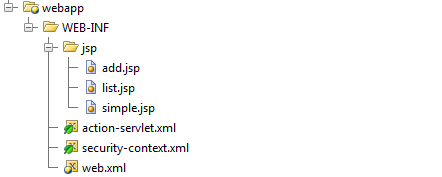 webapp
WEB-INF
jsp
add.jsp
list.jsp
simple.jsp
action-servlet.xml
security-context.xml
web.xml